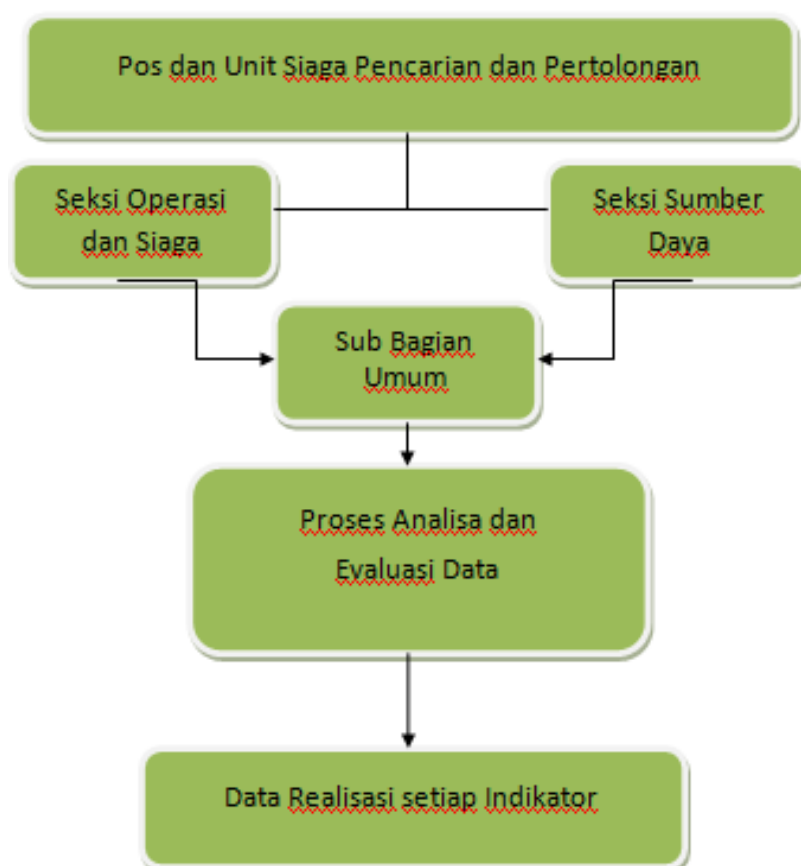 Pos dan Unit Siaga Pencarian dan Pertolongan
Seksi Operasi
dan Siaga
Seksi Sumber
Daya
Sub Bagian
Umum
Proses Analisa dan
Evaluasi Data
Data Realisasi setiap Indikator